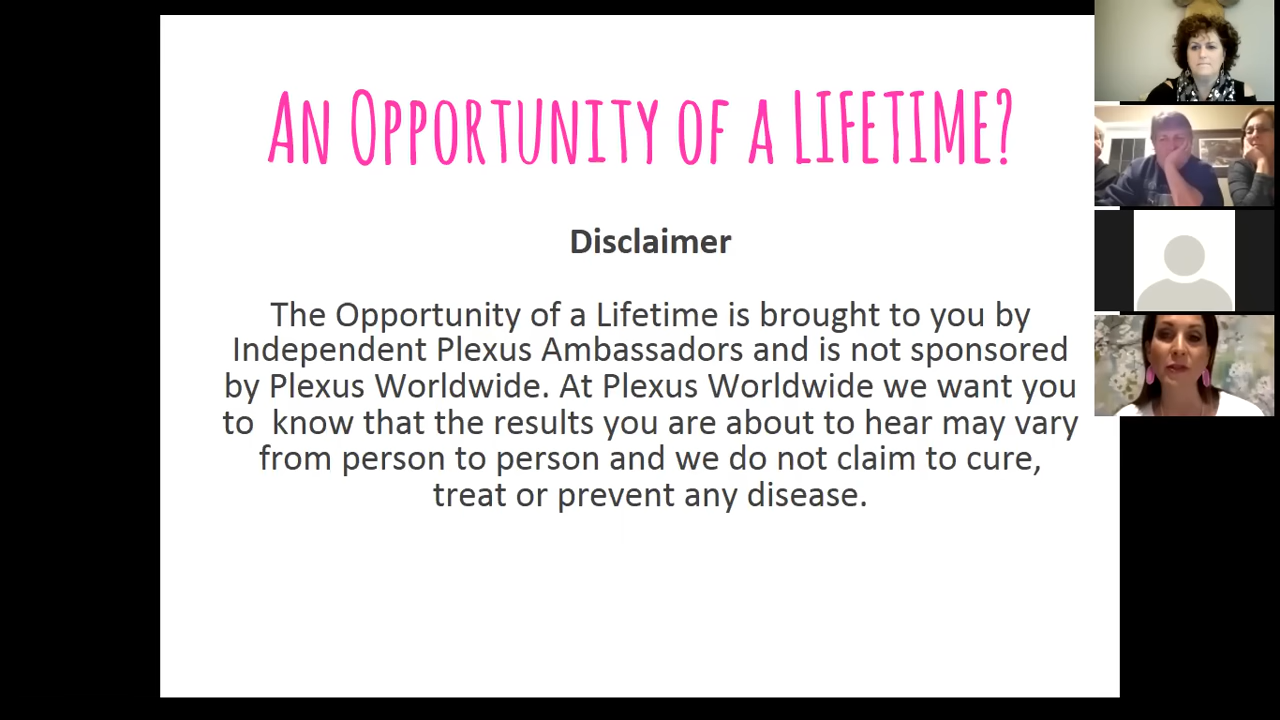 AN OPPORTUNITY OF A LIFETIME?
Disclaimer
The Opportunity of a Lifetime is brought to you by
Independent Plexus Ambassadors and is not sponsored
by Plexus Worldwide. At Plexus Worldwide we want you
to  know that the results you are about to hear may vary
from person to person and we do not claim to cure,
treat or prevent any disease.